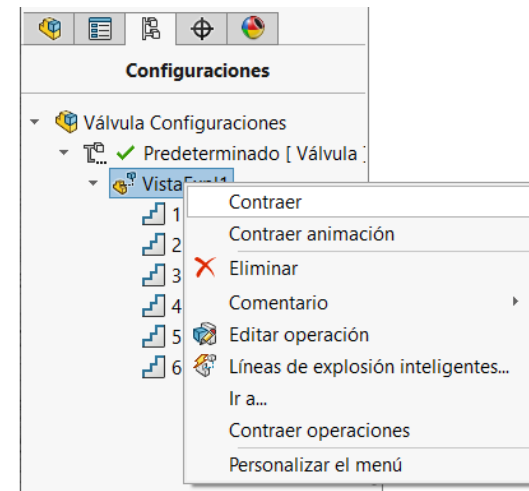 Configuraciones
Válvula Configuraciones
Predeterminado [ Válvula ]
1
Contraer
2
Contraer animación
3
Eliminar
4
Comentario
5
Editar operación
6
Líneas de explosión inteligentes...
Ir a...
Contraer operaciones
Personalizar el menú